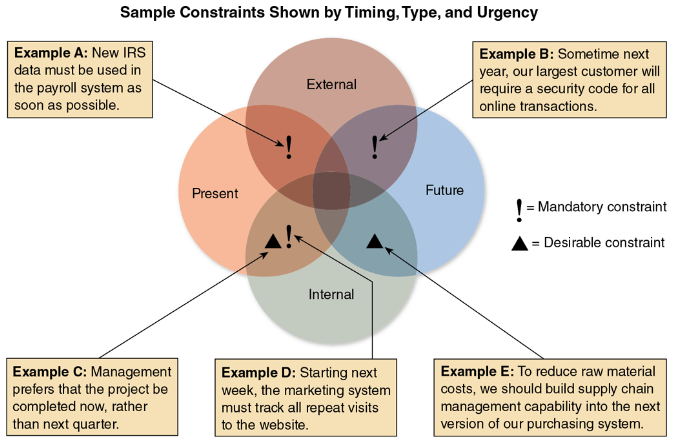 Sample Constraints Shown by Timing, Type, and Urgency
Example A: New IRS
data must be used in
the payroll system as
soon as possible.
Example B: Sometime next
year, our largest customer will
require a security code for all
online transactions.
External
!
!
Present
Future
! = Mandatory constraint
!
= Desirable constraint
Internal
Example C: Management
prefers that the project be
completed now, rather
than next quarter.
Example D: Starting next
week, the marketing system
must track all repeat visits
to the website.
Example E: To reduce raw material
costs, we should build supply chain
management capability into the next
version of our purchasing system.